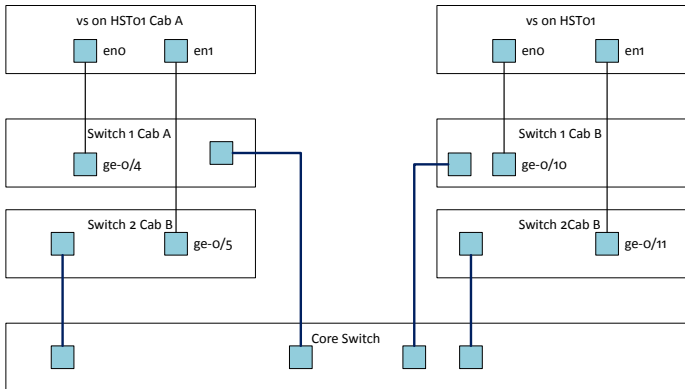 vs on HST01 Cab A
en0
en1
vs on HST01
en0
en1
Switch 1 Cab A
ge-0/4
Switch 1 Cab B
ge-0/10
Switch 2 Cab B
ge-0/5
Switch 2Cab B
ge-0/11
Core Switch